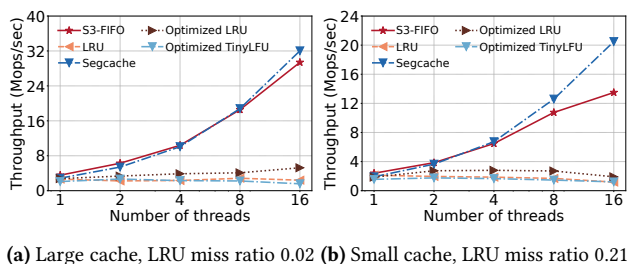 S3-FIFO
LRU
Segcache
Optimized LRU
Optimized TinyLFU
Throughput (Mops/sec)
40
32
24
16
8
0
1 2 4 8 16
Number of threads
S3-FIFO
LRU
Segcache
Optimized LRU
Optimized TinyLFU
Throughput (Mops/sec)
24
20
16
12
8
4
0
1 2 4 8 16
Number of threads
(a) Large cache, LRU miss ratio 0.02 (b) Small cache, LRU miss ratio 0.21